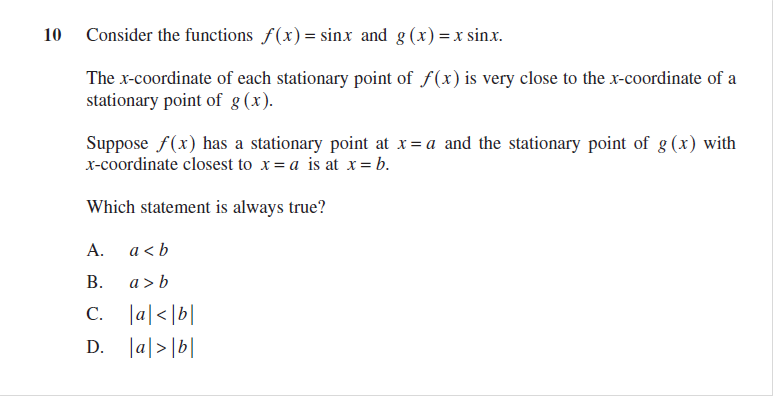 10 Consider the functions f(x) = sin x and g(x) = x sin x.
The x-coordinate of each stationary point of f(x) is very close to the x-coordinate of a
stationary point of g(x).
Suppose f(x) has a stationary point at x = a and the stationary point of g(x) with
x-coordinate closest to x = a is at x = b.
Which statement is always true?
A. a < b
B. a > b
C. |a| < |b|
D. |a| > |b|